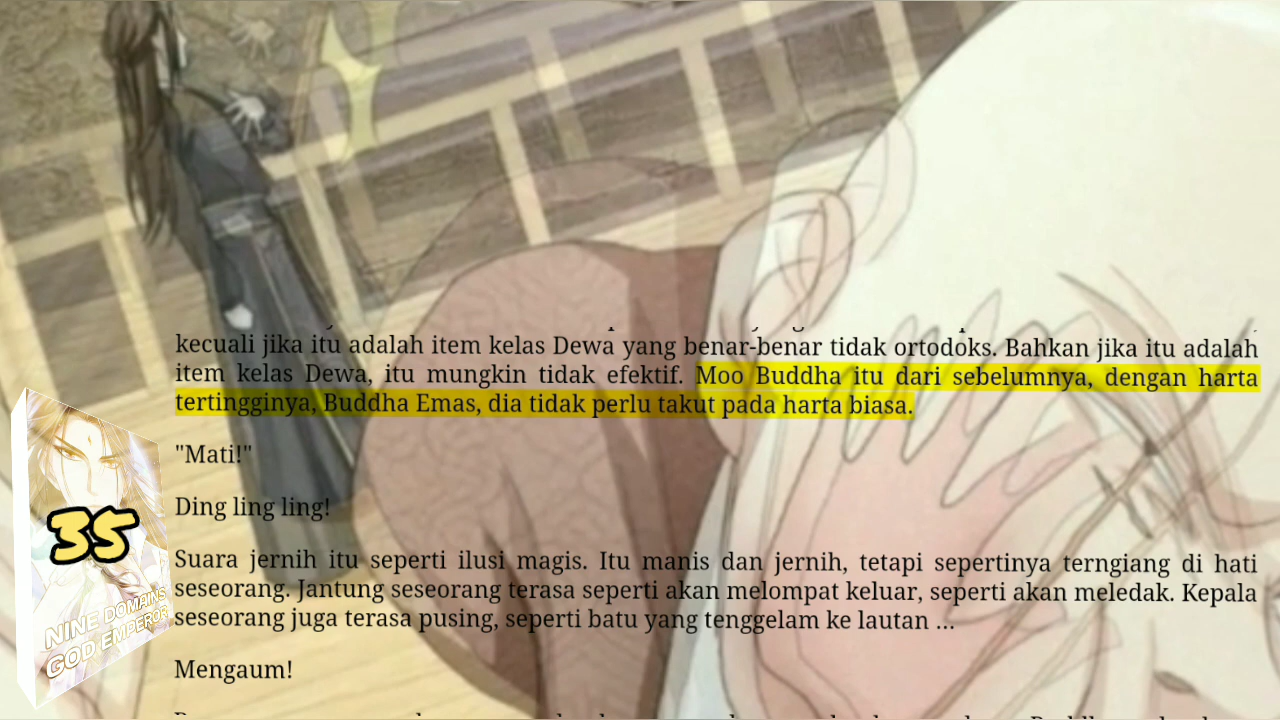 kecuali jika itu adalah item kelas Dewa yang benar-benar tidak ortodoks. Bahkan jika itu adalah
item kelas Dewa, itu mungkin tidak efektif. Moo Buddha itu dari sebelumnya, dengan harta
tertingginya, Buddha Emas, dia tidak perlu takut pada harta biasa.
"Mati!"
Ding ling ling!
Suara jernih itu seperti ilusi magis. Itu manis dan jernih, tetapi sepertinya terngiang di hati
seseorang. Jantung seseorang terasa seperti akan melompat keluar, seperti akan meledak. Kepala
seseorang juga terasa pusing, seperti batu yang tenggelam ke lautan ...
Mengaum!
35
NINE DOMAINS
GOD EMPEROR